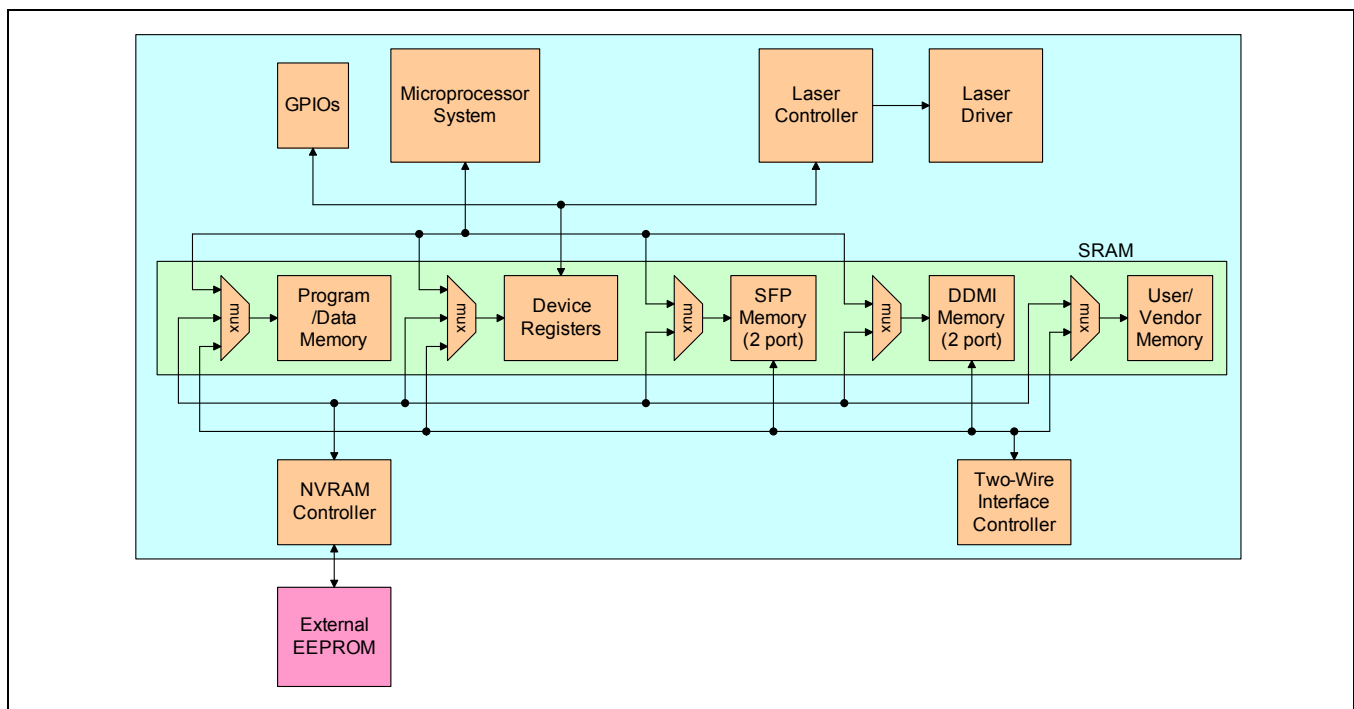 GPIOs
Microprocessor
System
Laser
Controller
Laser
Driver
SRAM
mux
Program
/Data
Memory
mux
Device
Registers
mux
SFP
Memory
(2 port)
mux
DDMI
Memory
(2 port)
mux
User/
Vendor
Memory
NVRAM
Controller
Two-Wire
Interface
Controller
External
EEPROM